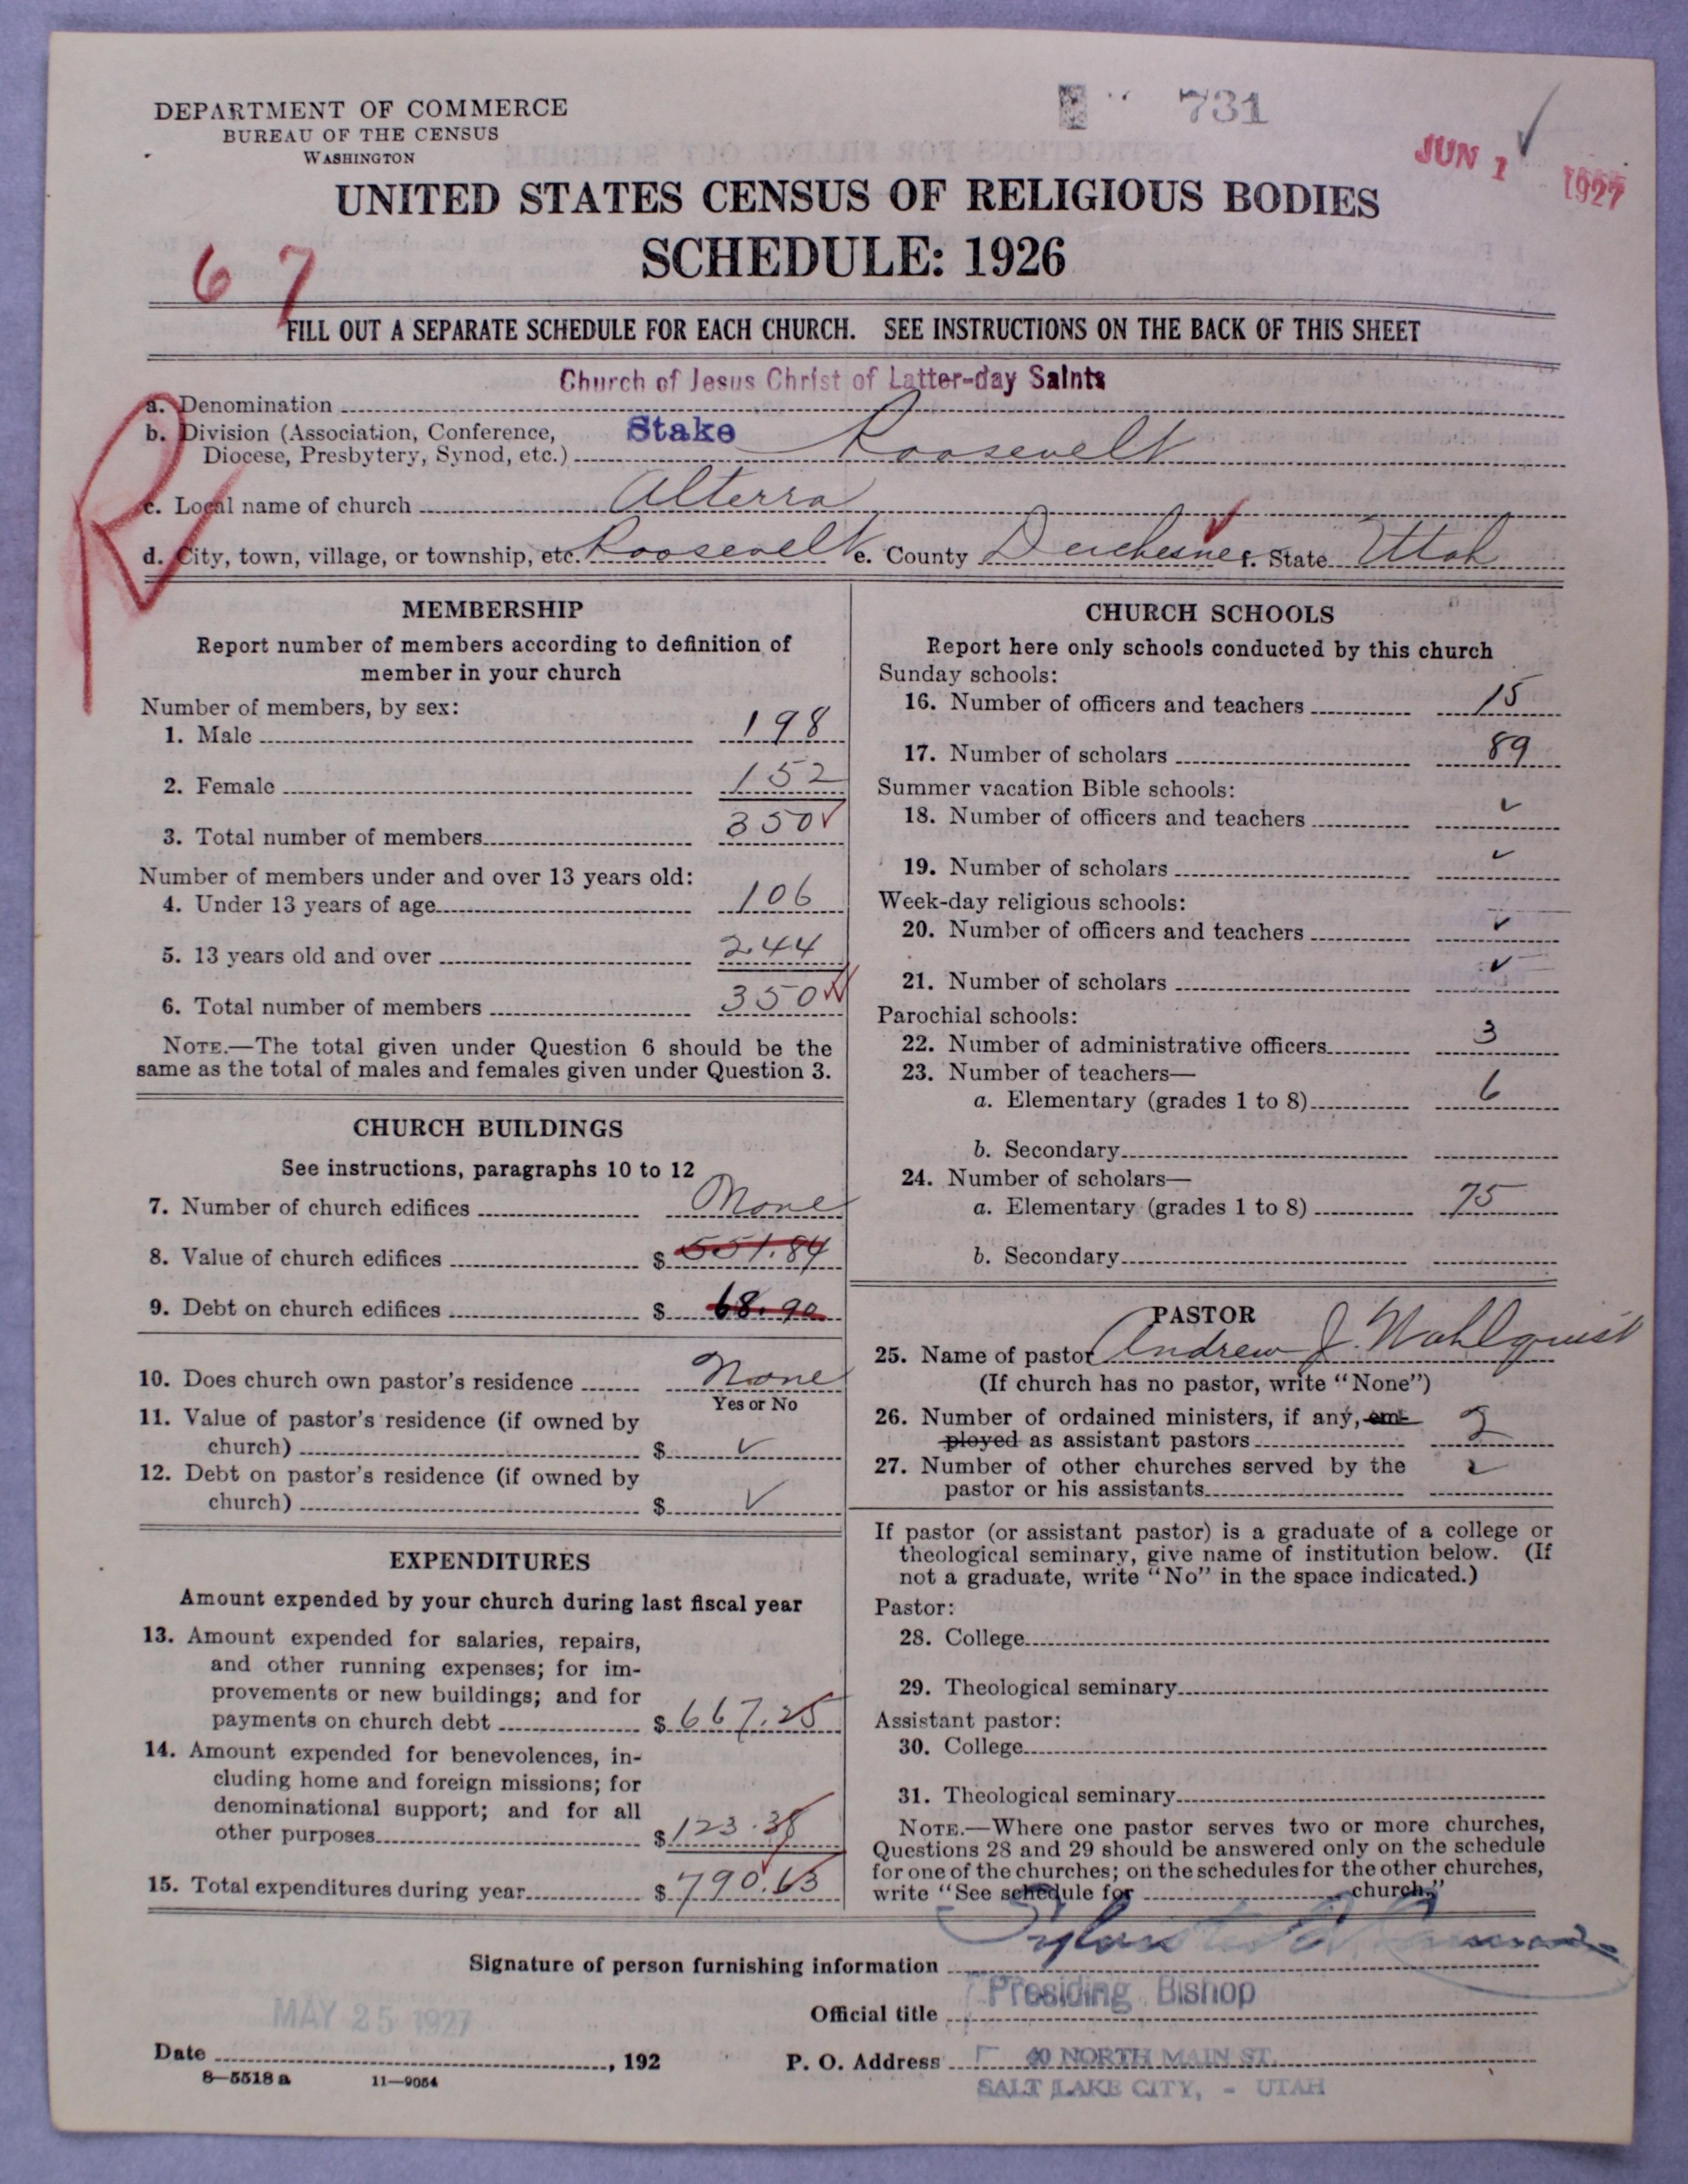 DEPARTMENT OF COMMERCE
BUREAU OF THE CENSUS
WASHINGTON
731
JUN 1 1927
UNITED STATES CENSUS OF RELIGIOUS BODIES
SCHEDULE: 1926
67
FILL OUT A SEPARATE SCHEDULE FOR EACH CHURCH. SEE INSTRUCTIONS ON THE BACK OF THIS SHEET
R
Church of Jesus Christ of Latter-day Saints
a. Denomination
b. Division (Association, Conference, Stake Roosevelt
Diocese, Presbytery, Synod, etc.)
c. Local name of church Alterra
d. City, town, village, or township, etc. Roosevelt e. County Duchesne f. State Utah
MEMBERSHIP
Report number of members according to definition of
member in your church
Number of members, by sex:
1. Male 198
2. Female 152
3. Total number of members 350 ✓
Number of members under and over 13 years old:
4. Under 13 years of age 106
5. 13 years old and over 244
6. Total number of members 350 ✓✓
NOTE.—The total given under Question 6 should be the
same as the total of males and females given under Question 3.
CHURCH BUILDINGS
See instructions, paragraphs 10 to 12
7. Number of church edifices None
8. Value of church edifices $ 551.84
9. Debt on church edifices $ 68.90
10. Does church own pastor's residence None
Yes or No
11. Value of pastor's residence (if owned by
church) $ ✓
12. Debt on pastor's residence (if owned by
church) $ ✓
EXPENDITURES
Amount expended by your church during last fiscal year
13. Amount expended for salaries, repairs,
and other running expenses; for im-
provements or new buildings; and for
payments on church debt $ 667.25
14. Amount expended for benevolences, in-
cluding home and foreign missions; for
denominational support; and for all
other purposes $ 123.38
15. Total expenditures during year $ 790.63
CHURCH SCHOOLS
Report here only schools conducted by this church
Sunday schools:
16. Number of officers and teachers 15
17. Number of scholars 89
Summer vacation Bible schools:
18. Number of officers and teachers ✓
19. Number of scholars ✓
Week-day religious schools:
20. Number of officers and teachers ✓
21. Number of scholars ✓
Parochial schools:
22. Number of administrative officers 3
23. Number of teachers—
a. Elementary (grades 1 to 8) 6
b. Secondary
24. Number of scholars—
a. Elementary (grades 1 to 8) 75
b. Secondary
PASTOR
25. Name of pastor Andrew J. Wahlquist
(If church has no pastor, write "None")
26. Number of ordained ministers, if any, em-
ployed as assistant pastors 2
27. Number of other churches served by the
pastor or his assistants
If pastor (or assistant pastor) is a graduate of a college or
theological seminary, give name of institution below. (If
not a graduate, write "No" in the space indicated.)
Pastor:
28. College
29. Theological seminary
Assistant pastor:
30. College
31. Theological seminary
NOTE.—Where one pastor serves two or more churches,
Questions 28 and 29 should be answered only on the schedule
for one of the churches; on the schedules for the other churches,
write "See schedule for church."
Signature of person furnishing information
Official title Presiding Bishop
MAY 25 1927
Date , 192
P. O. Address 40 NORTH MAIN ST.
SALT LAKE CITY, - UTAH
8—5518 a 11—9054